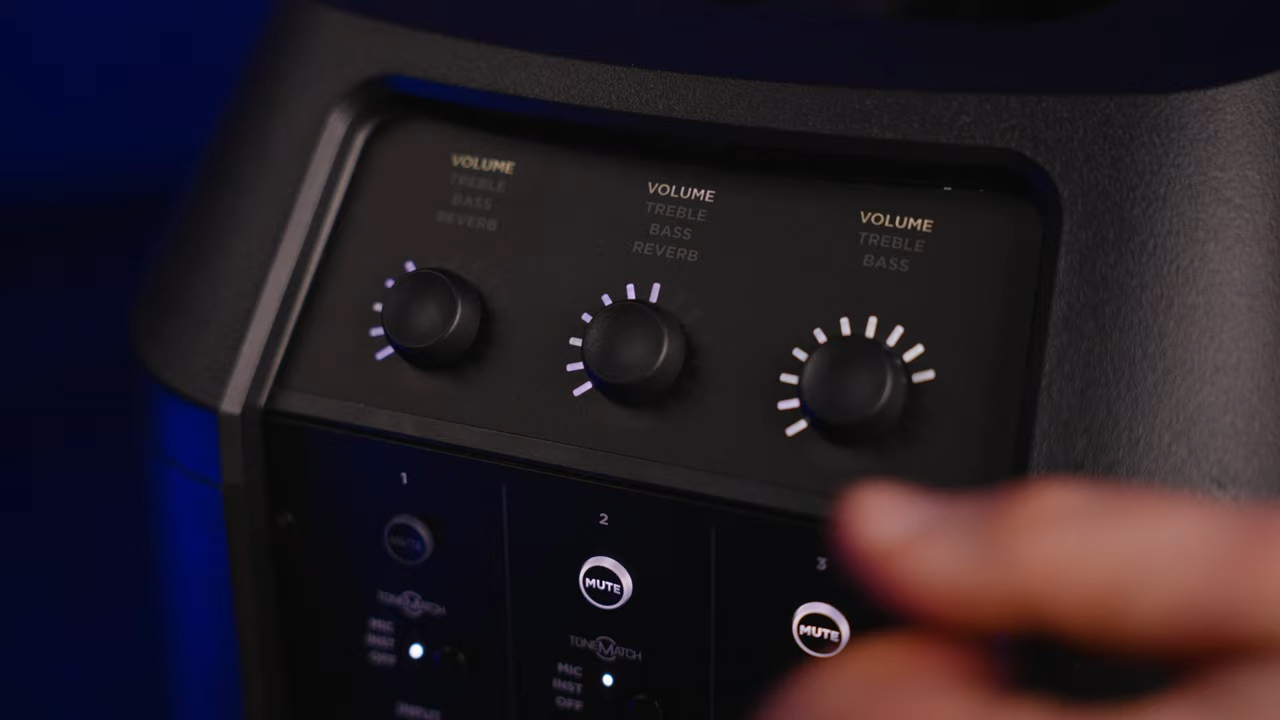 VOLUME
TREBLE
BASS
REVERB
VOLUME
TREBLE
BASS
REVERB
VOLUME
TREBLE
BASS
1
MUTE
TONEMATCH
MIC
INST
OFF
INPUT
2
MUTE
TONEMATCH
MIC
INST
OFF
3
MUTE